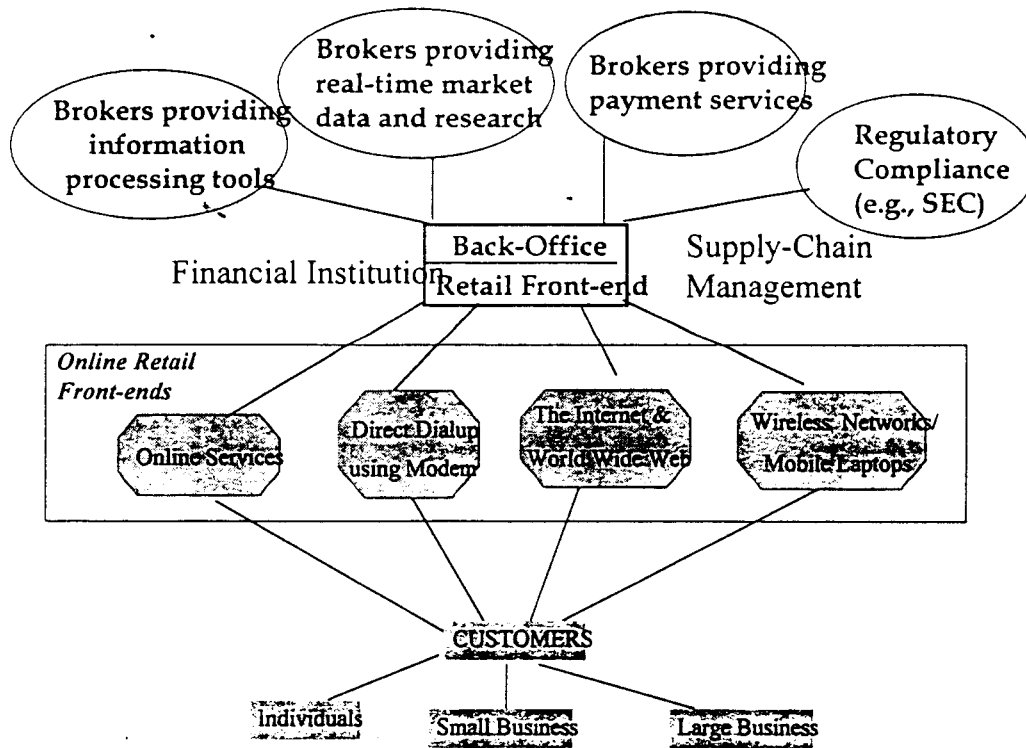 Brokers providing
information
processing tools
Brokers providing
real-time market
data and research
Brokers providing
payment services
Regulatory
Compliance
(e.g., SEC)
Back-Office
Retail Front-end
Financial Institution
Supply-Chain
Management
Online Retail
Front-ends
Online Services
Direct Dialup
using Modem
The Internet &
World Wide Web
Wireless Networks/
Mobile Laptops
CUSTOMERS
Individuals
Small Business
Large Business